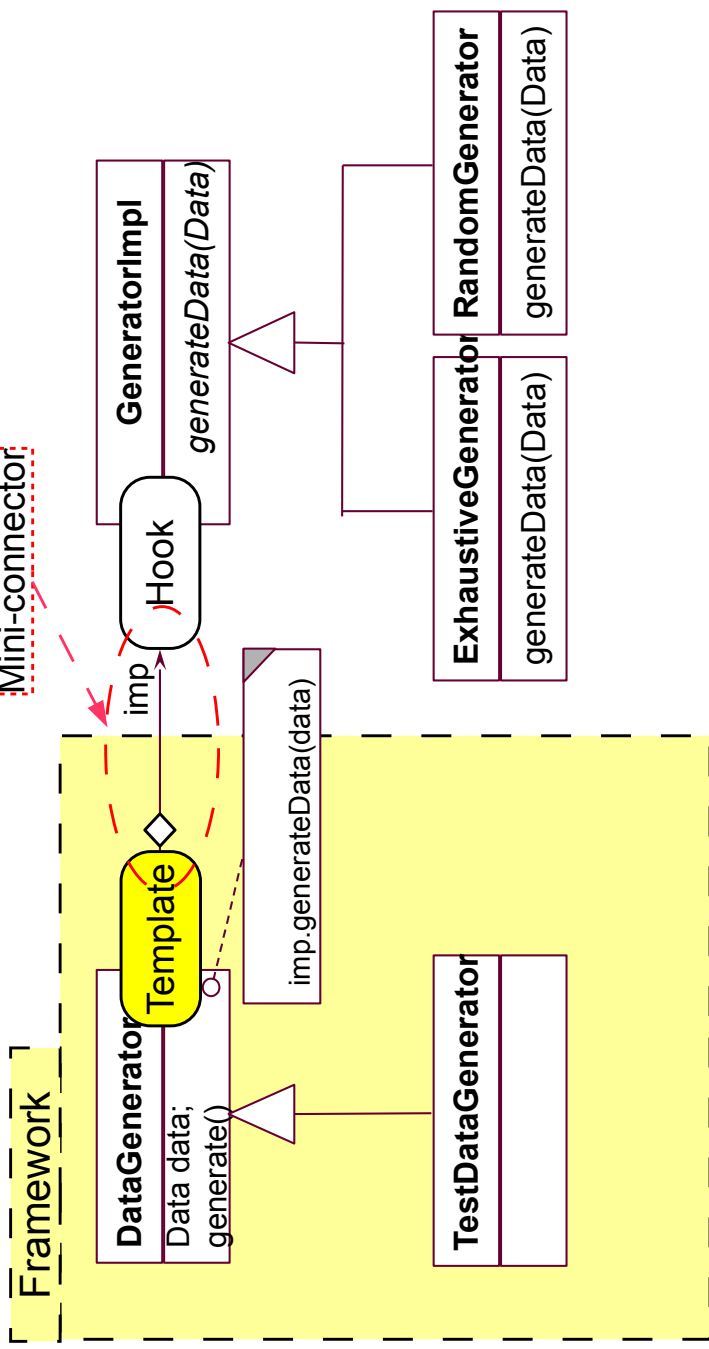 Framework
Mini-connector
DataGenerator
Data data;
generate()
Template
imp
Hook
GeneratorImpl
generateData(Data)
imp.generateData(data)
TestDataGenerator
ExhaustiveGenerator
generateData(Data)
RandomGenerator
generateData(Data)